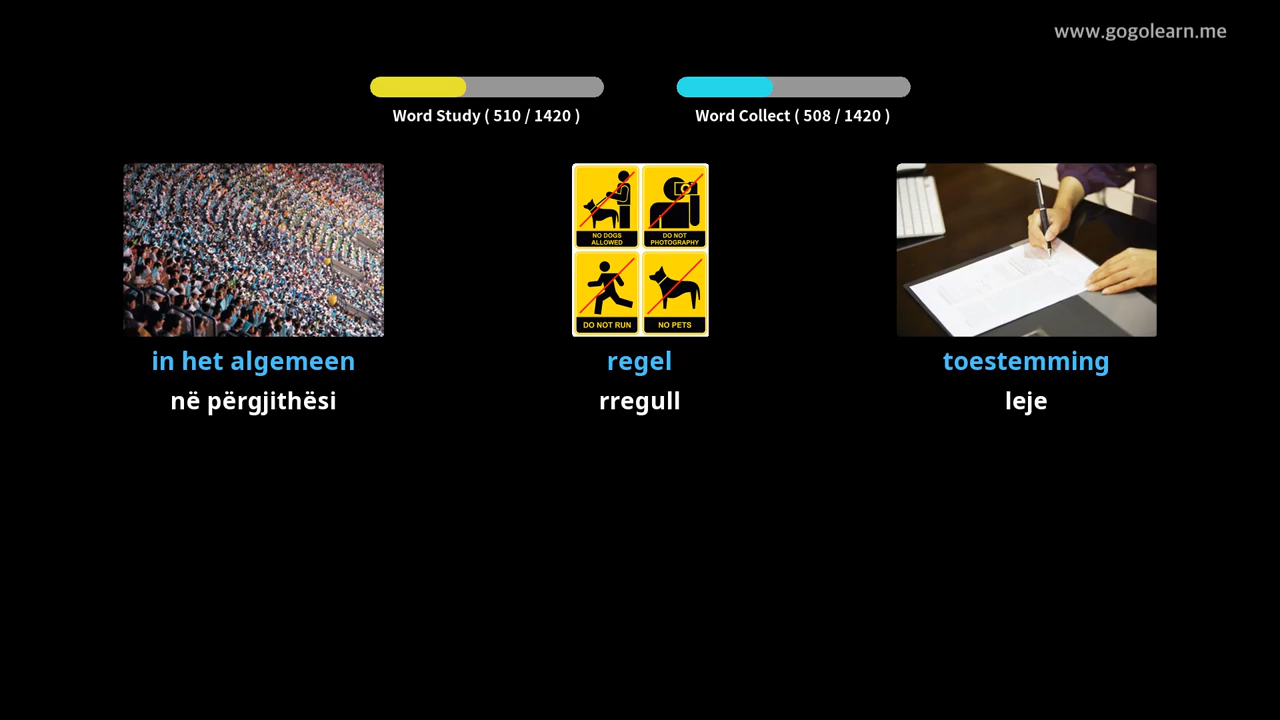 www.gogolearn.me
Word Study ( 510 / 1420 )
Word Collect ( 508 / 1420 )
NO DOGS
ALLOWED
DO NOT
PHOTOGRAPHY
DO NOT RUN
NO PETS
in het algemeen
regel
toestemming
në përgjithësi
rregull
leje